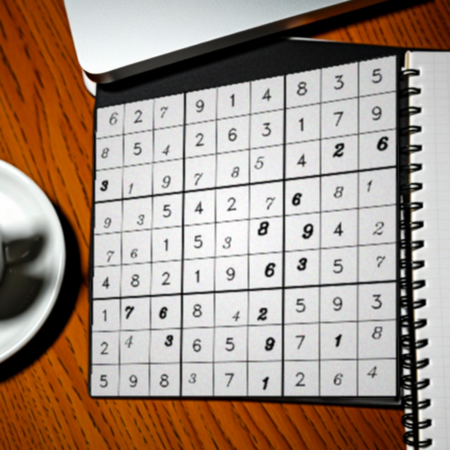 6 2 7 9 1 4 8 3 5
8 5 4 2 6 3 1 7 9
3 1 9 7 8 5 4 2 6
9 3 5 4 2 7 6 8 1
7 6 1 5 3 8 9 4 2
4 8 2 1 9 6 3 5 7
1 7 6 8 4 2 5 9 3
2 4 3 6 5 9 7 1 8
5 9 8 3 7 1 2 6 4